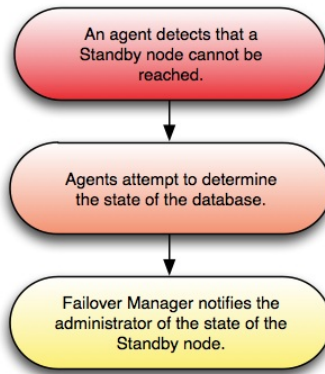 An agent detects that a
Standby node cannot be
reached.
Agents attempt to determine
the state of the database.
Failover Manager notifies the
administrator of the state of the
Standby node.